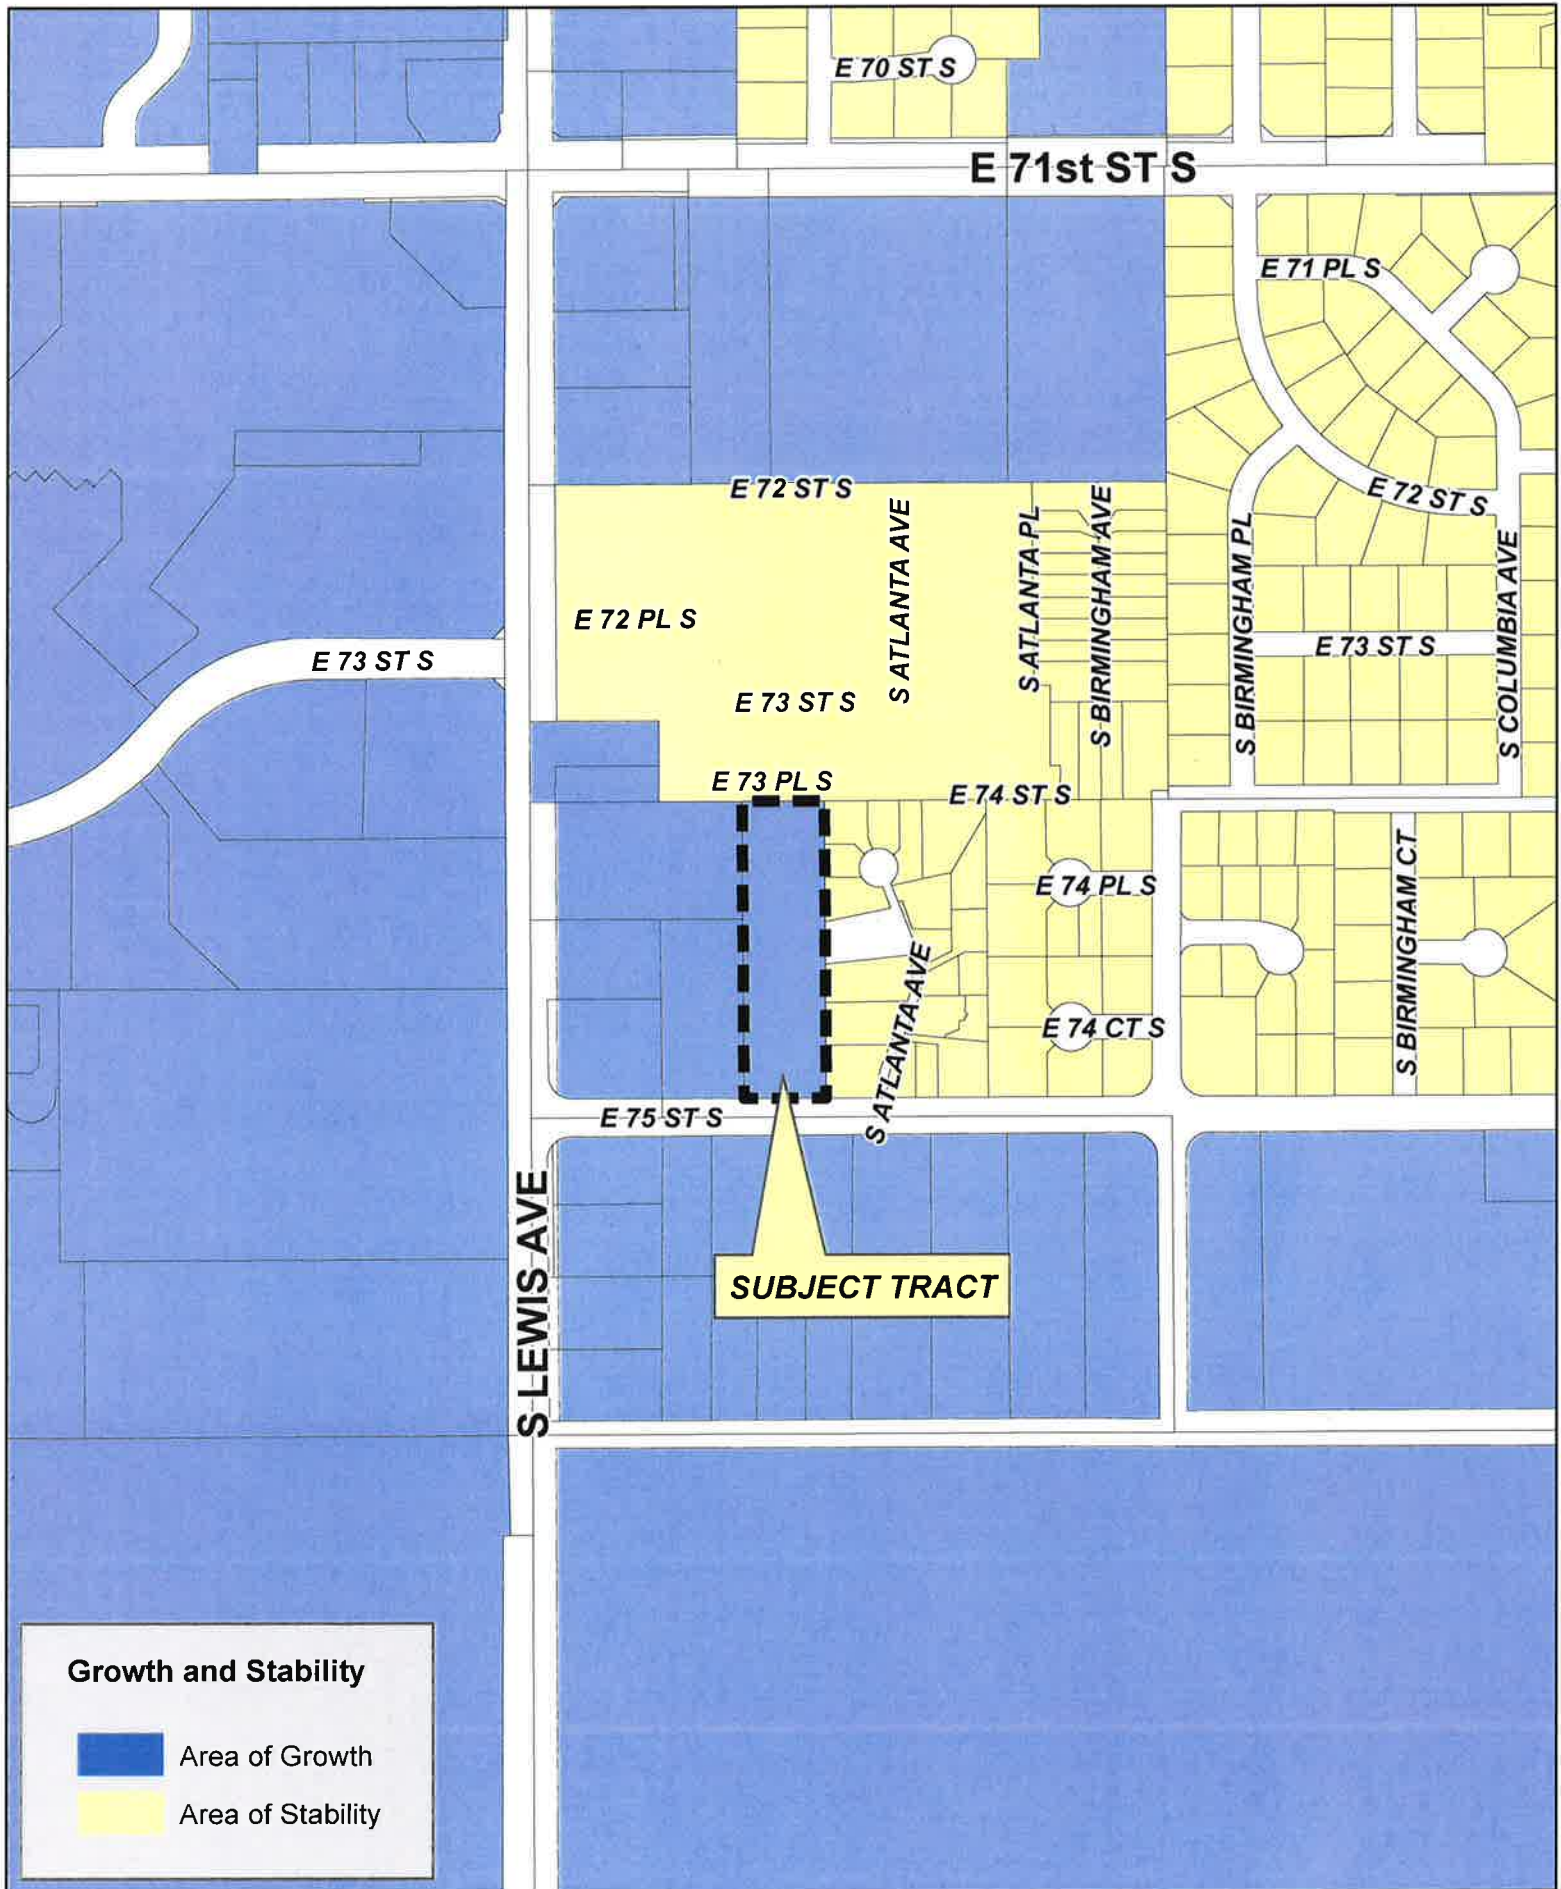 E 70 ST S
E 71st ST S
E 71 PL S
E 72 ST S
E 72 ST S
S ATLANTA AVE
S ATLANTA PL
S BIRMINGHAM AVE
S BIRMINGHAM PL
S COLUMBIA AVE
E 72 PL S
E 73 ST S
E 73 ST S
E 73 ST S
E 73 PL S
E 74 ST S
S BIRMINGHAM CT
E 74 PL S
S ATLANTA AVE
E 74 CT S
E 75 ST S
S LEWIS AVE
SUBJECT TRACT
Growth and Stability
Area of Growth
Area of Stability